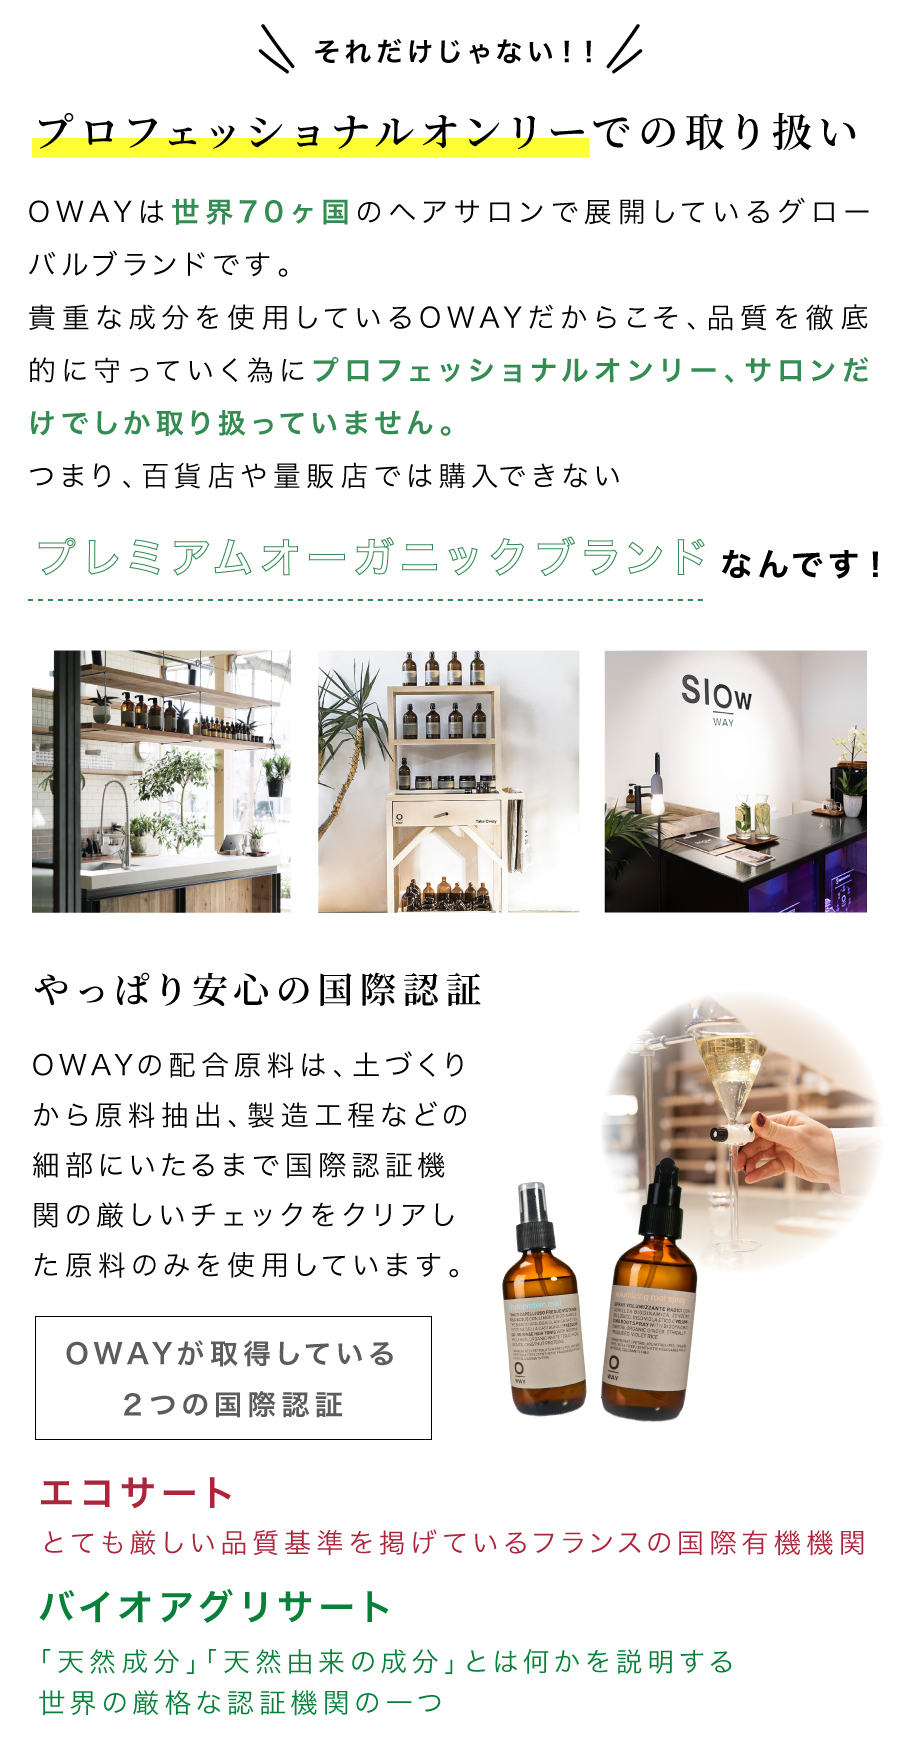 それだけじゃない！！
プロフェッショナルオンリーでの取り扱い
OWAYは世界70ヶ国のヘアサロンで展開しているグロー
バルブランドです。
貴重な成分を使用しているOWAYだからこそ、品質を徹底
的に守っていく為にプロフェッショナルオンリー、サロンだ
けでしか取り扱っていません。
つまり、百貨店や量販店では購入できない
プレミアムオーガニックブランド なんです！
Slow
WAY
Take Oway
やっぱり安心の国際認証
OWAYの配合原料は、土づくり
から原料抽出、製造工程などの
細部にいたるまで国際認証機
関の厳しいチェックをクリアし
た原料のみを使用しています。
volumizing root spray
OWAY
OWAY
OWAYが取得している
2つの国際認証
エコサート
とても厳しい品質基準を掲げているフランスの国際有機機関
バイオアグリサート
「天然成分」「天然由来の成分」とは何かを説明する
世界の厳格な認証機関の一つ